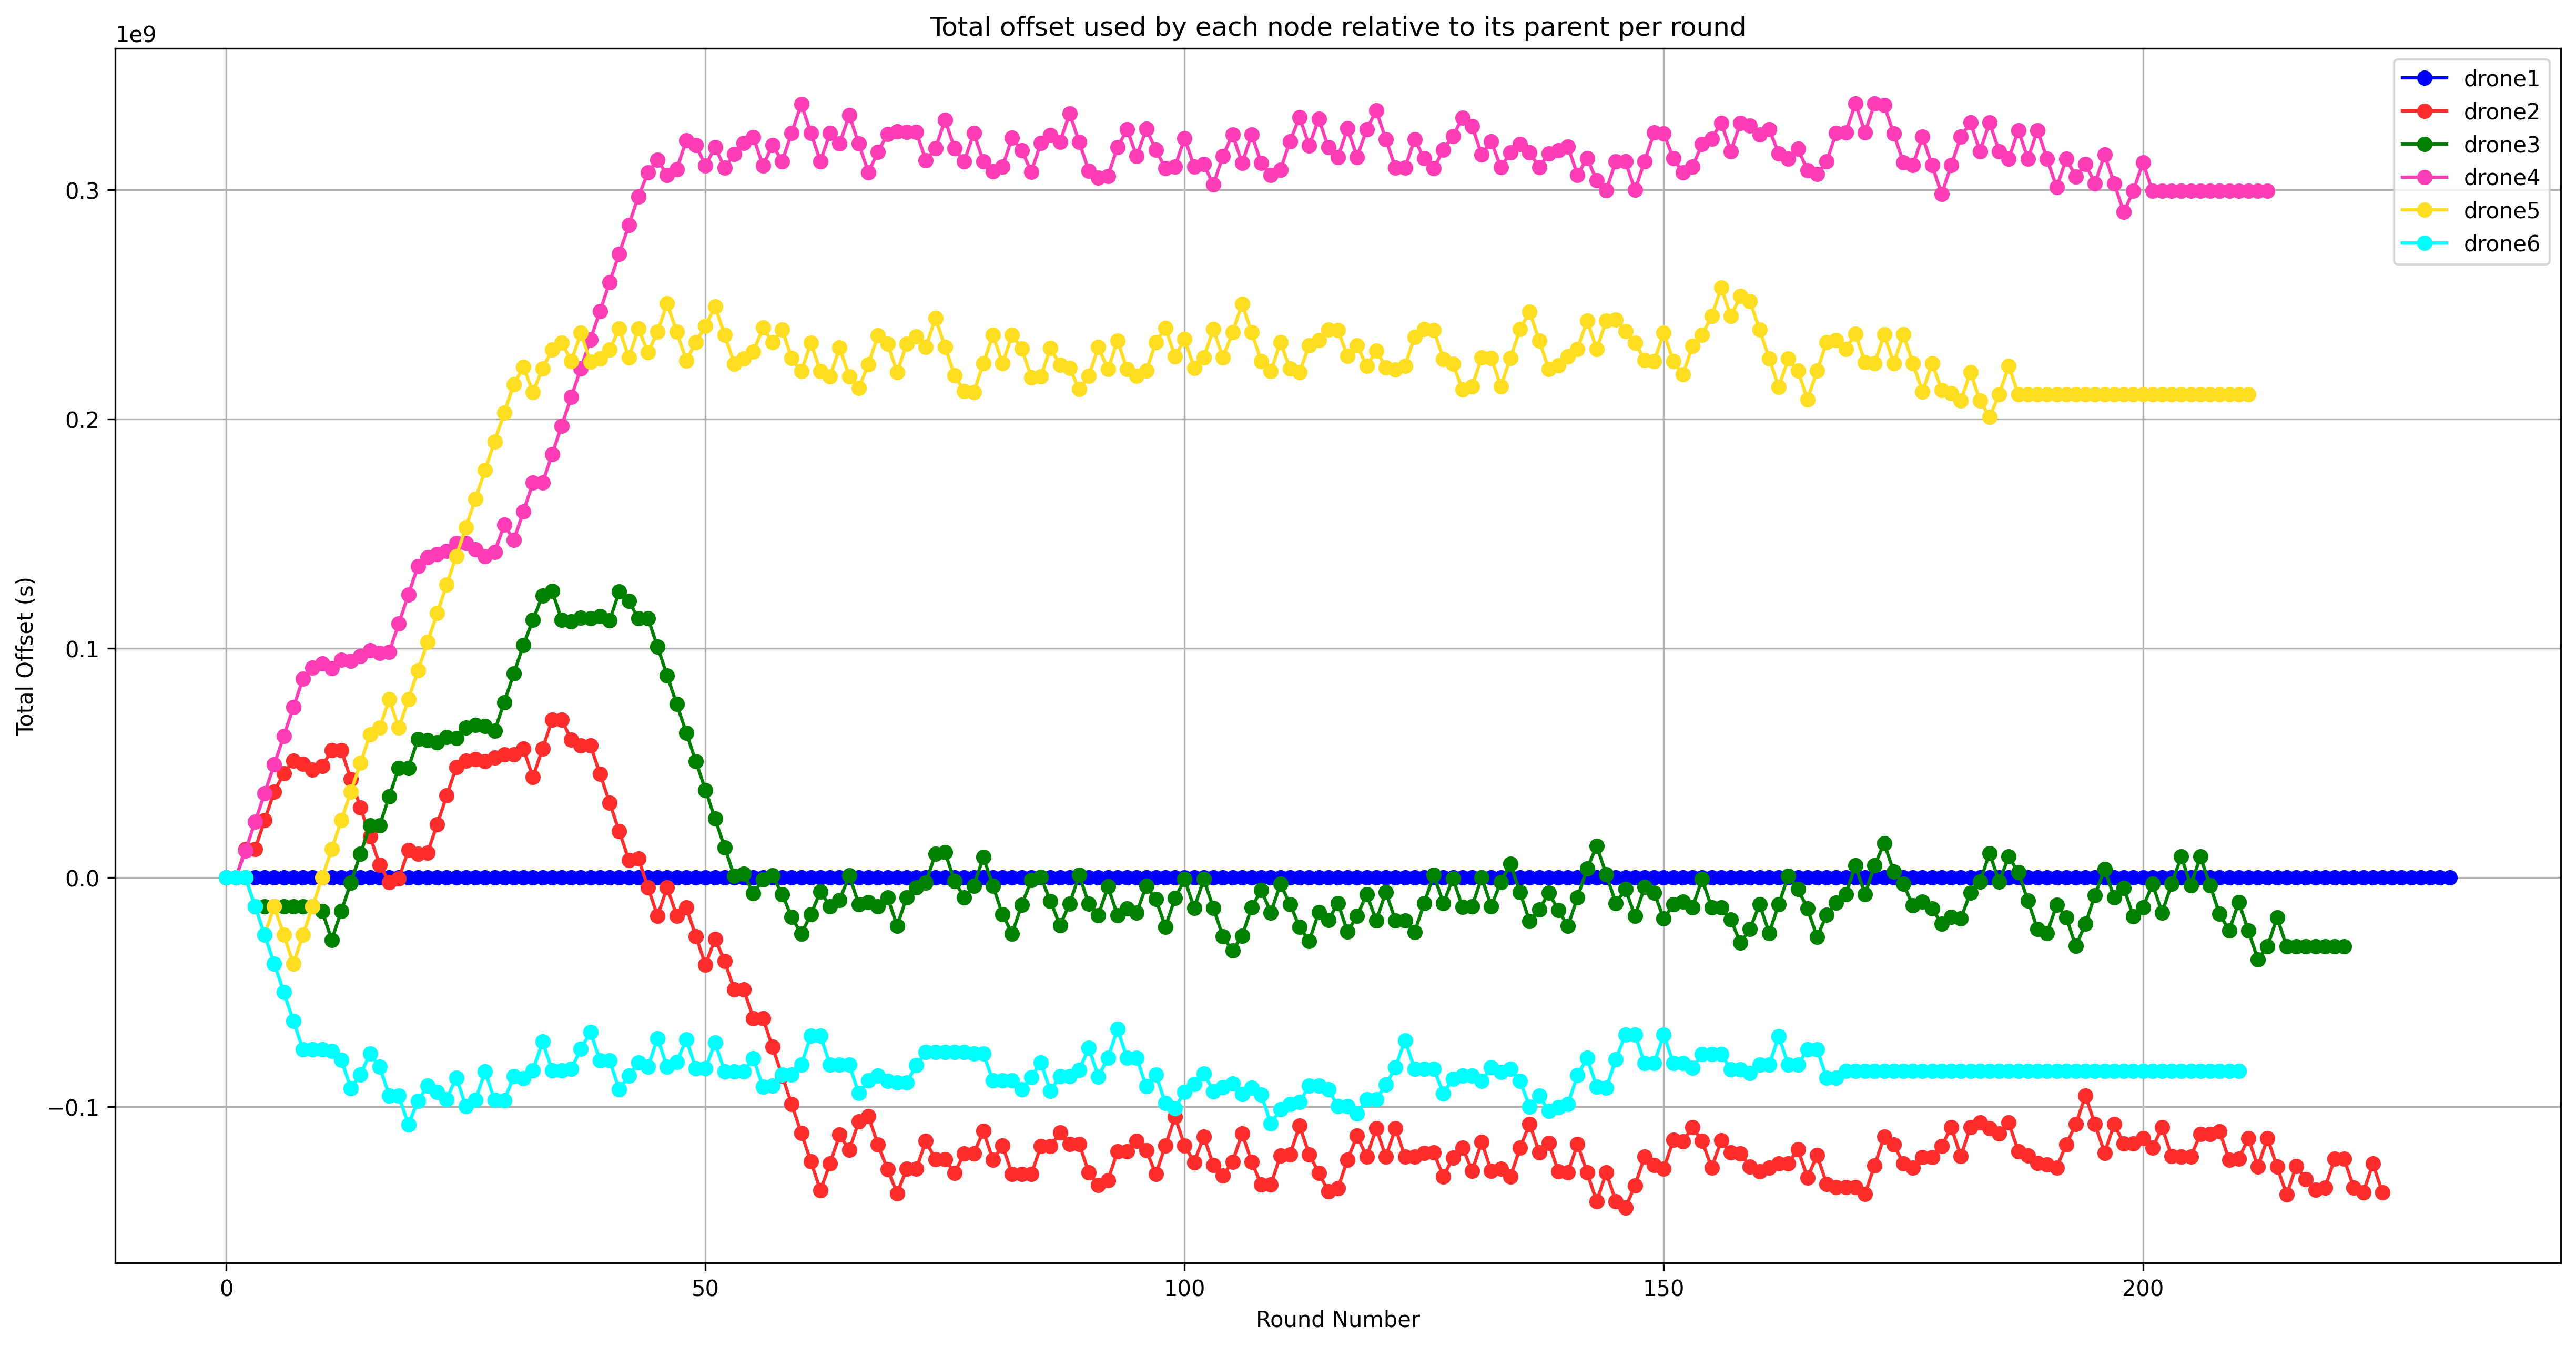 Total offset used by each node relative to its parent per round
1e9
drone1
drone2
drone3
drone4
drone5
drone6
0.3
0.2
0.1
0.0
−0.1
Total Offset (s)
0 50 100 150 200
Round Number